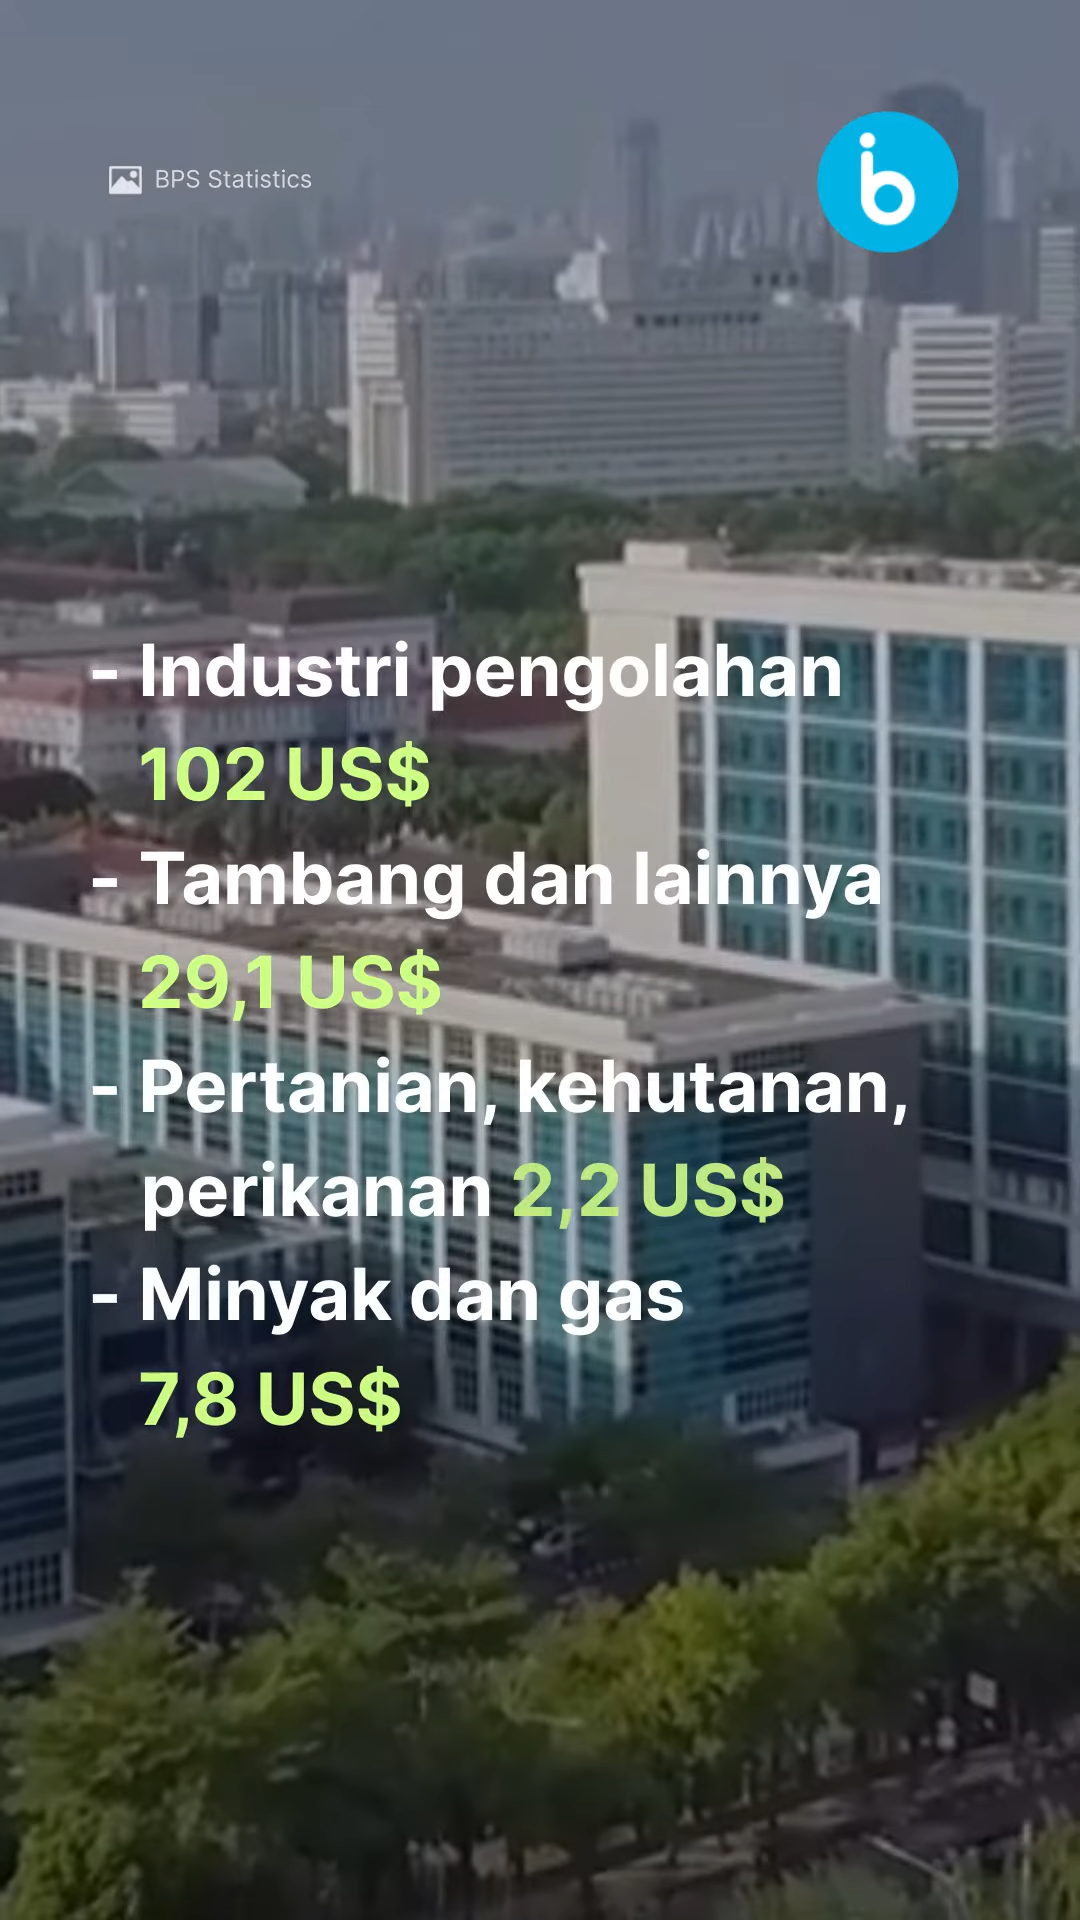 BPS Statistics
b
- Industri pengolahan
102 US$
- Tambang dan lainnya
29,1 US$
- Pertanian, kehutanan,
perikanan 2,2 US$
- Minyak dan gas
7,8 US$